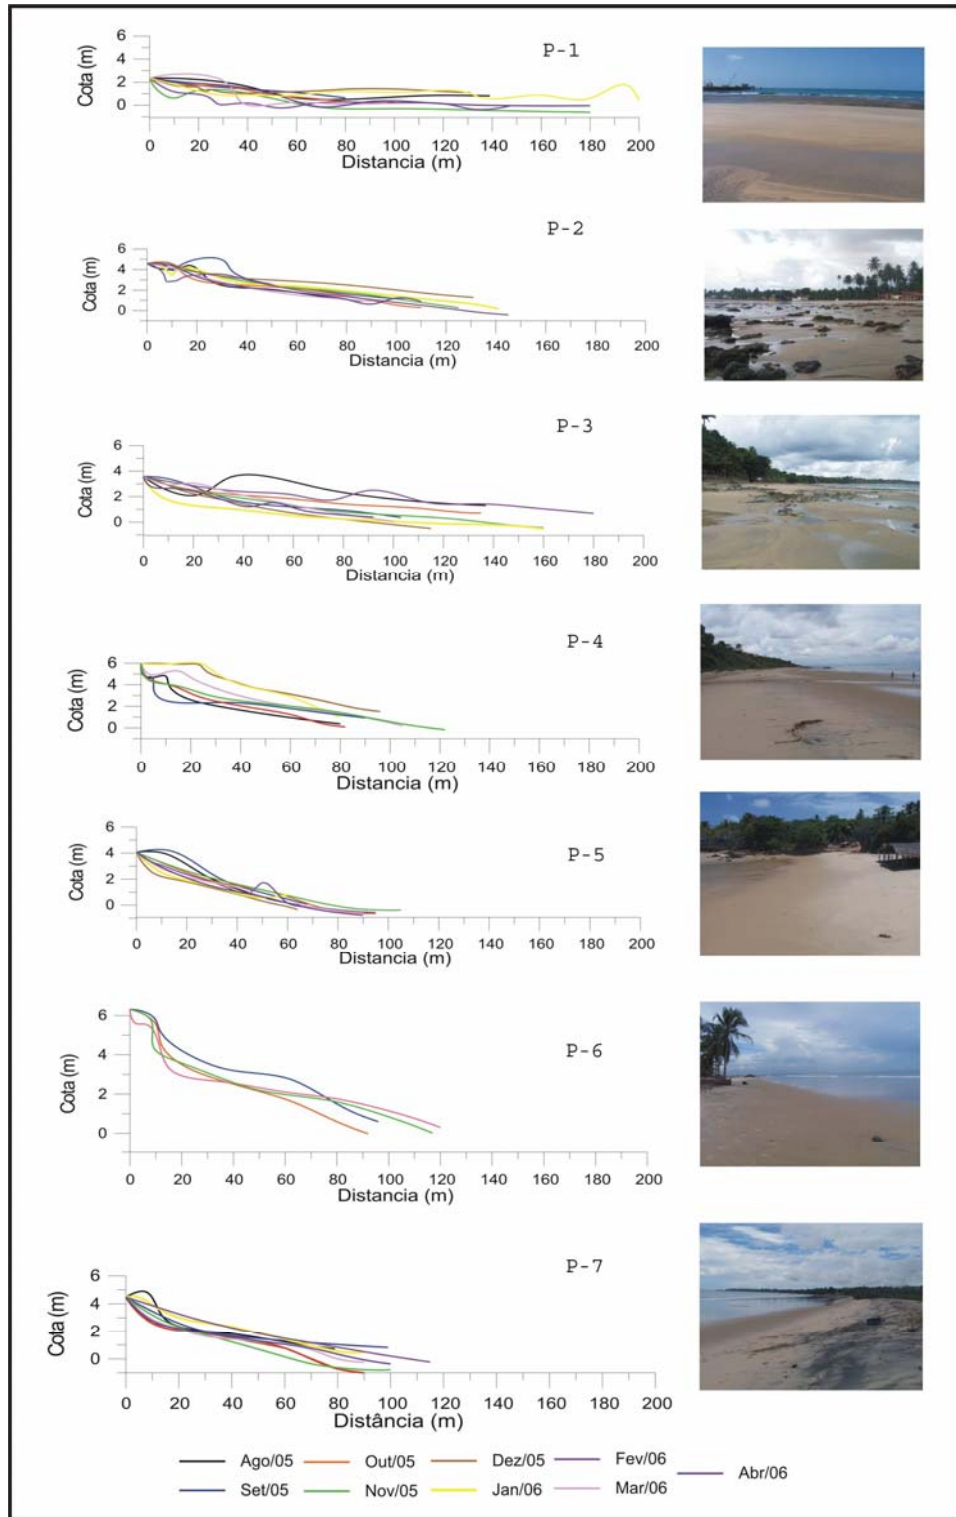 P-1
Cota (m)
6
4
2
0
0 20 40 60 80 100 120 140 160 180 200
Distancia (m)
P-2
Cota (m)
6
4
2
0
0 20 40 60 80 100 120 140 160 180 200
Distancia (m)
P-3
Cota (m)
6
4
2
0
0 20 40 60 80 100 120 140 160 180 200
Distancia (m)
P-4
Cota (m)
6
4
2
0
0 20 40 60 80 100 120 140 160 180 200
Distancia (m)
P-5
Cota (m)
6
4
2
0
0 20 40 60 80 100 120 140 160 180 200
Distancia (m)
P-6
Cota (m)
6
4
2
0
0 20 40 60 80 100 120 140 160 180 200
Distancia (m)
P-7
Cota (m)
6
4
2
0
0 20 40 60 80 100 120 140 160 180 200
Distância (m)
Ago/05 Out/05 Dez/05 Fev/06 Abr/06
Set/05 Nov/05 Jan/06 Mar/06